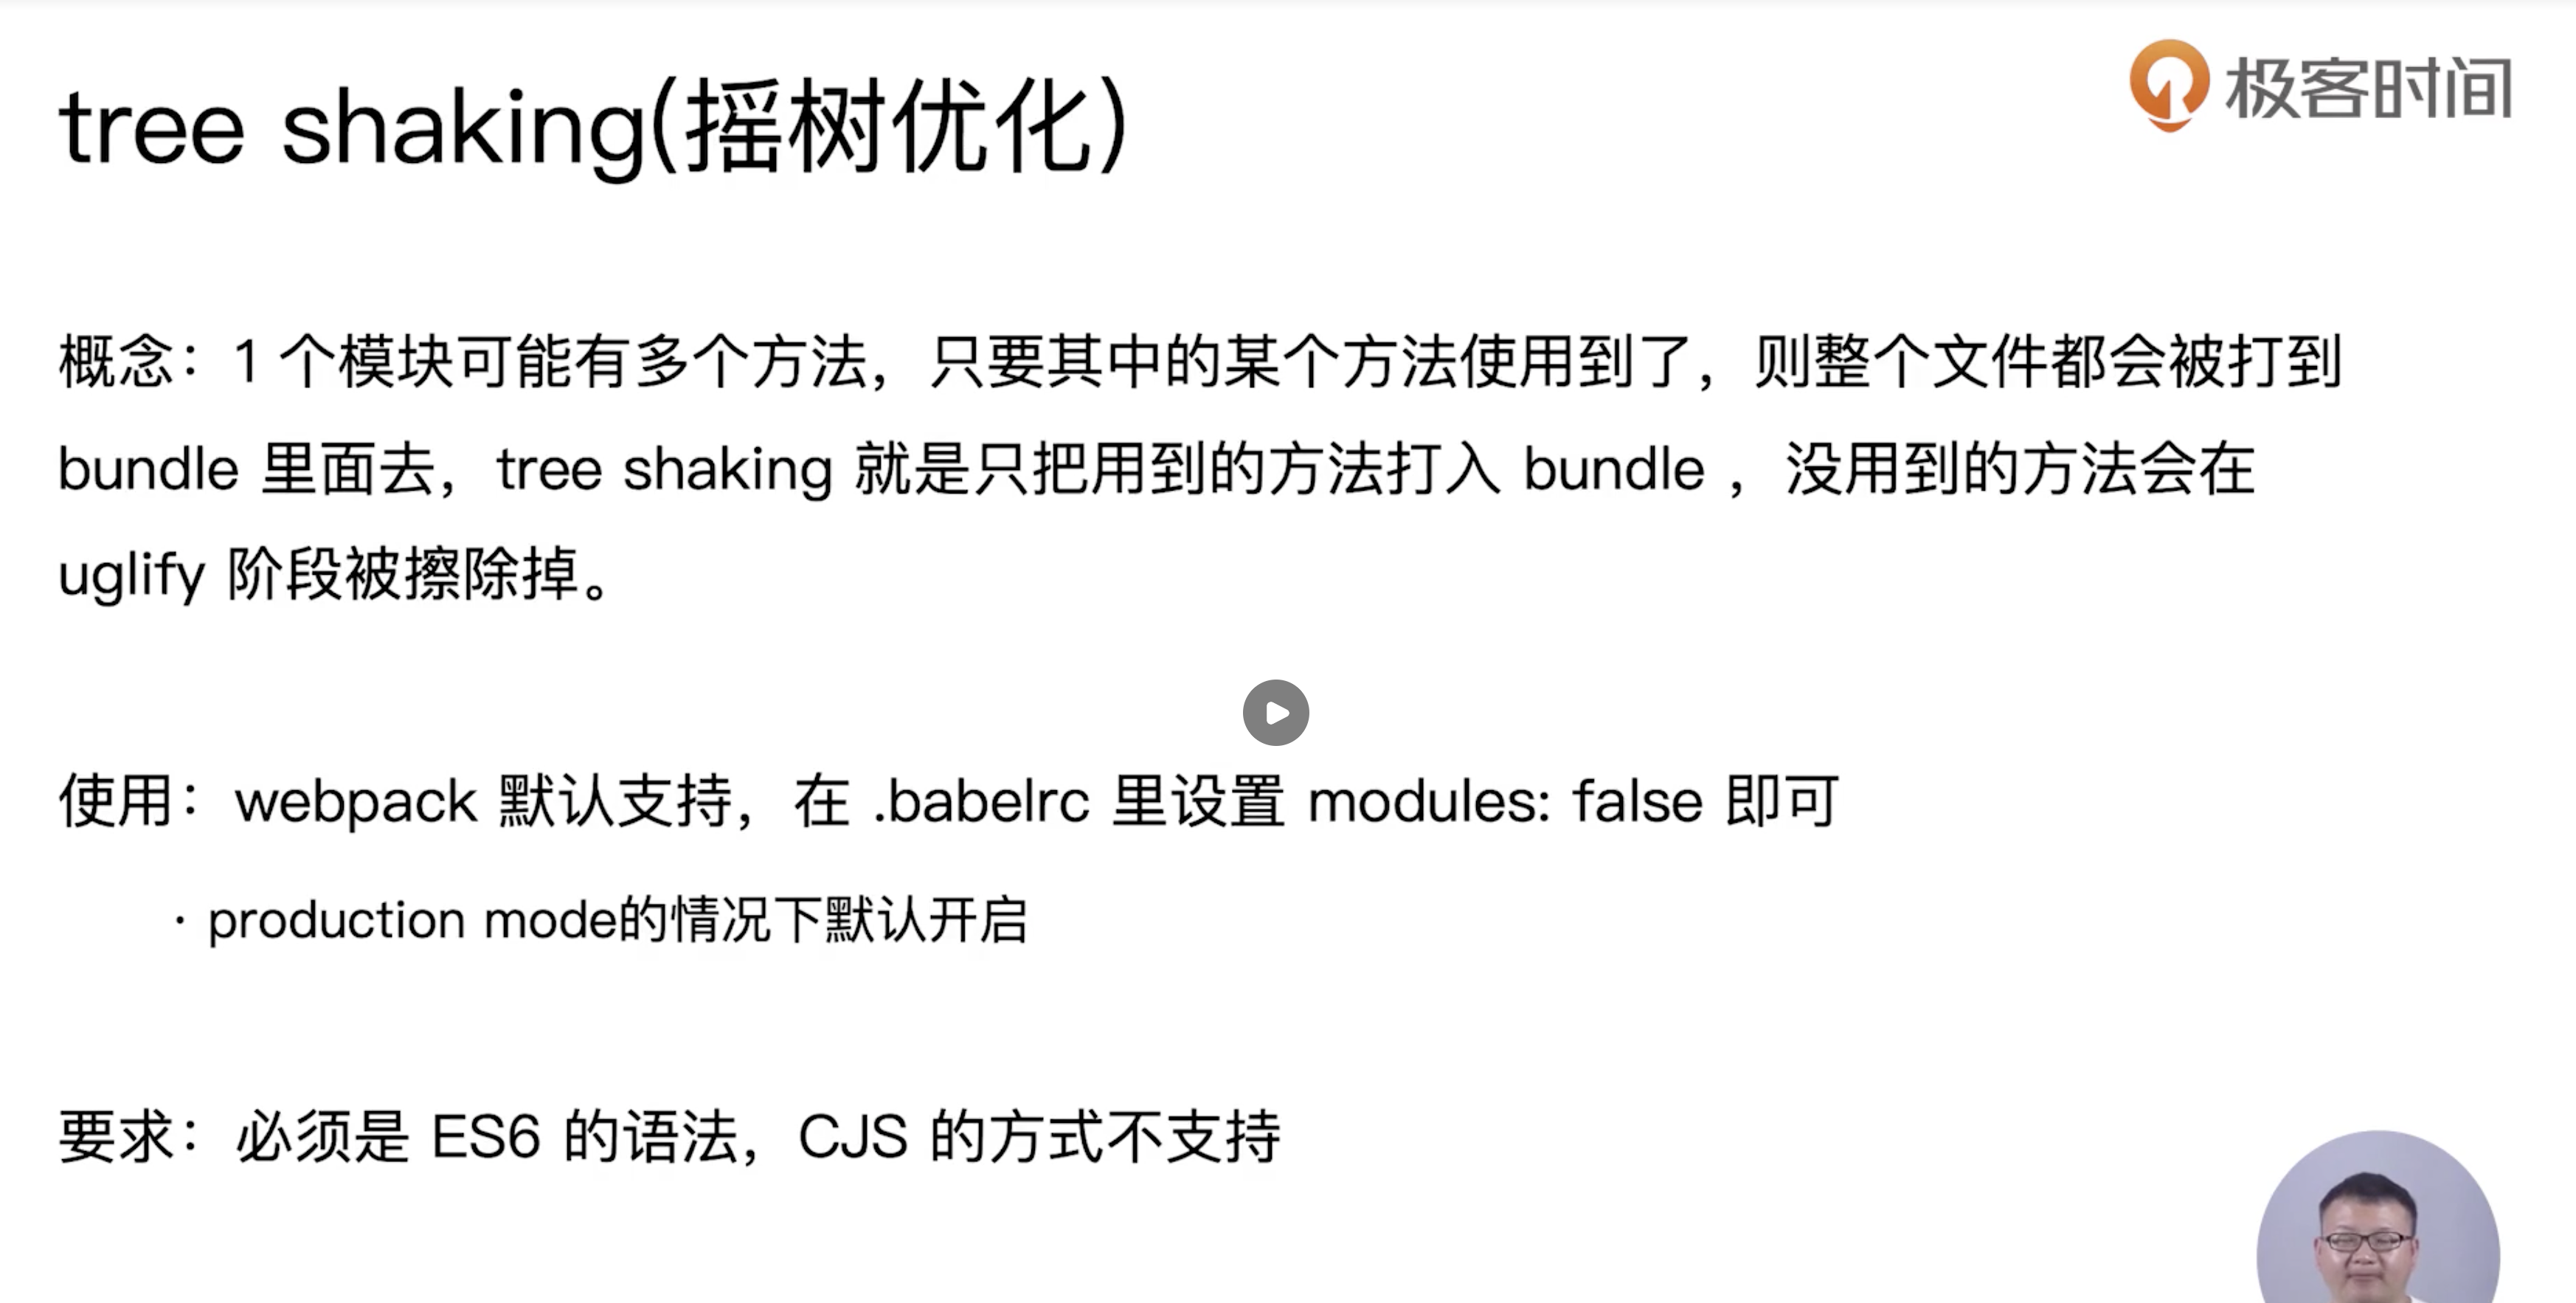 极客时间
tree shaking(摇树优化)
概念：1 个模块可能有多个方法，只要其中的某个方法使用到了，则整个文件都会被打到
bundle 里面去，tree shaking 就是只把用到的方法打入 bundle ，没用到的方法会在
uglify 阶段被擦除掉。
使用：webpack 默认支持，在 .babelrc 里设置 modules: false 即可
· production mode的情况下默认开启
要求：必须是 ES6 的语法，CJS 的方式不支持